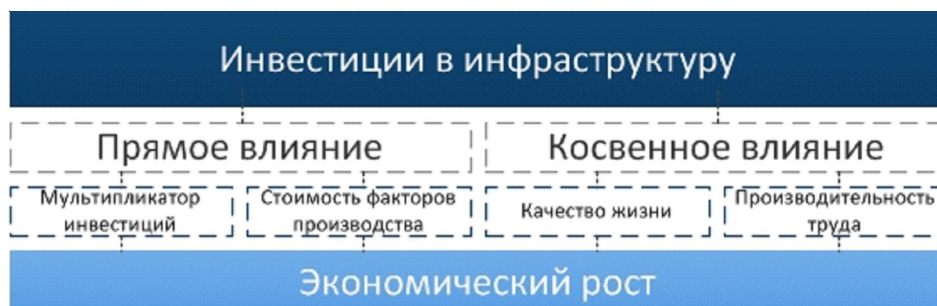 Инвестиции в инфраструктуру
Прямое влияние
Косвенное влияние
Мультипликатор
инвестиций
Стоимость факторов
производства
Качество жизни
Производительность
труда
Экономический рост